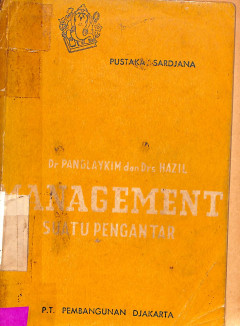 PUSTAKA SARDJANA
Dr PANGLAYKIM dan Drs HAZIL
MANAGEMENT
SUATU PENGANTAR
P.T. PEMBANGUNAN DJAKARTA